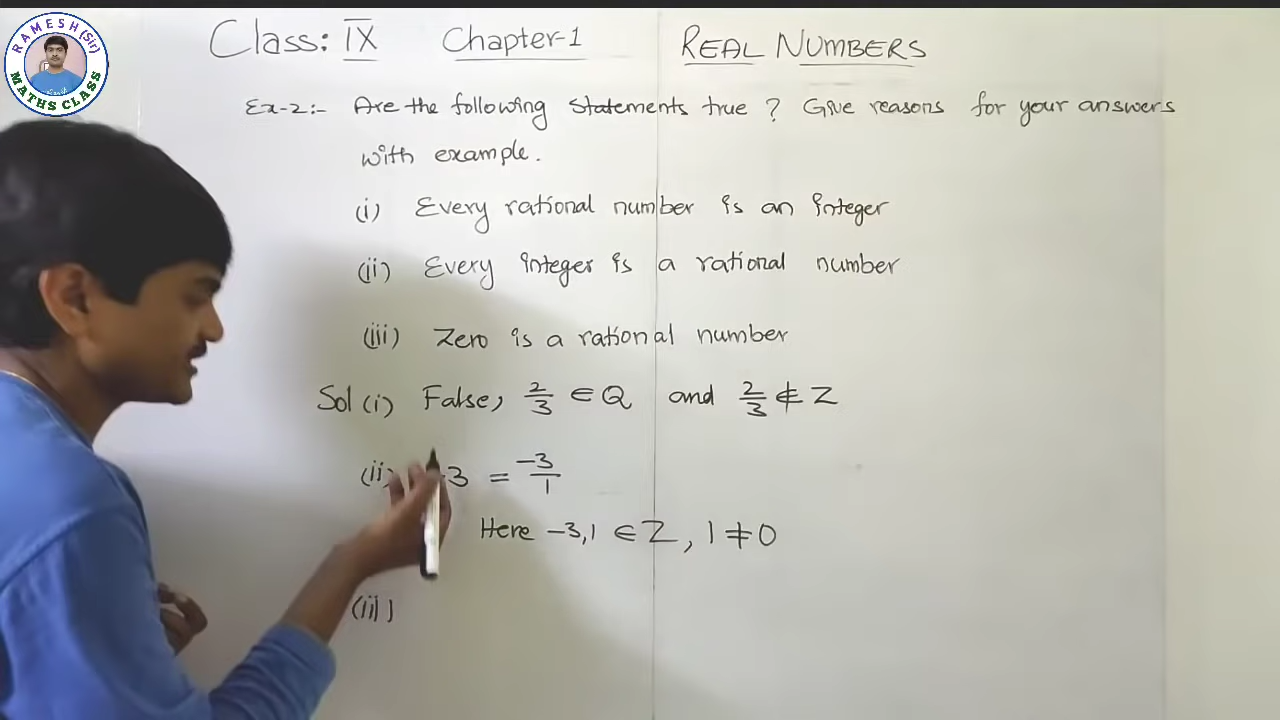 RAMESH (Sir)
MATHS CLASS
Class: IX Chapter-1 REAL NUMBERS
Ex-2:- Are the following statements true ? Give reasons for your answers
with example.
(i) Every rational number is an integer
(ii) Every integer is a rational number
(iii) Zero is a rational number
Sol (i) False, 2/3 ∈ Q and 2/3 ∉ Z
(ii) -3 = -3/1
Here -3,1 ∈ Z, 1 ≠ 0
(iii)